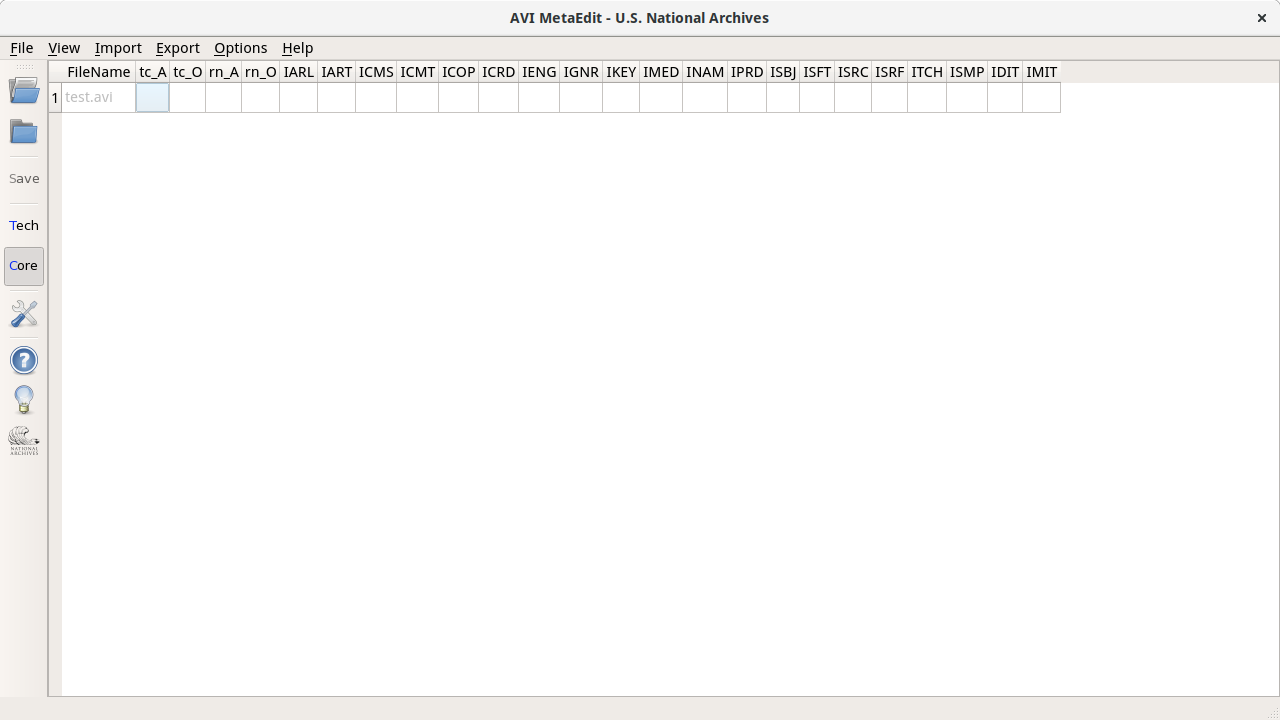 AVI MetaEdit - U.S. National Archives
File View Import Export Options Help
FileName tc_A tc_O rn_A rn_O IARL IART ICMS ICMT ICOP ICRD IENG IGNR IKEY IMED INAM IPRD ISBJ ISFT ISRC ISRF ITCH ISMP IDIT IMIT
1 test.avi
Save
Tech
Core
NATIONAL
ARCHIVES